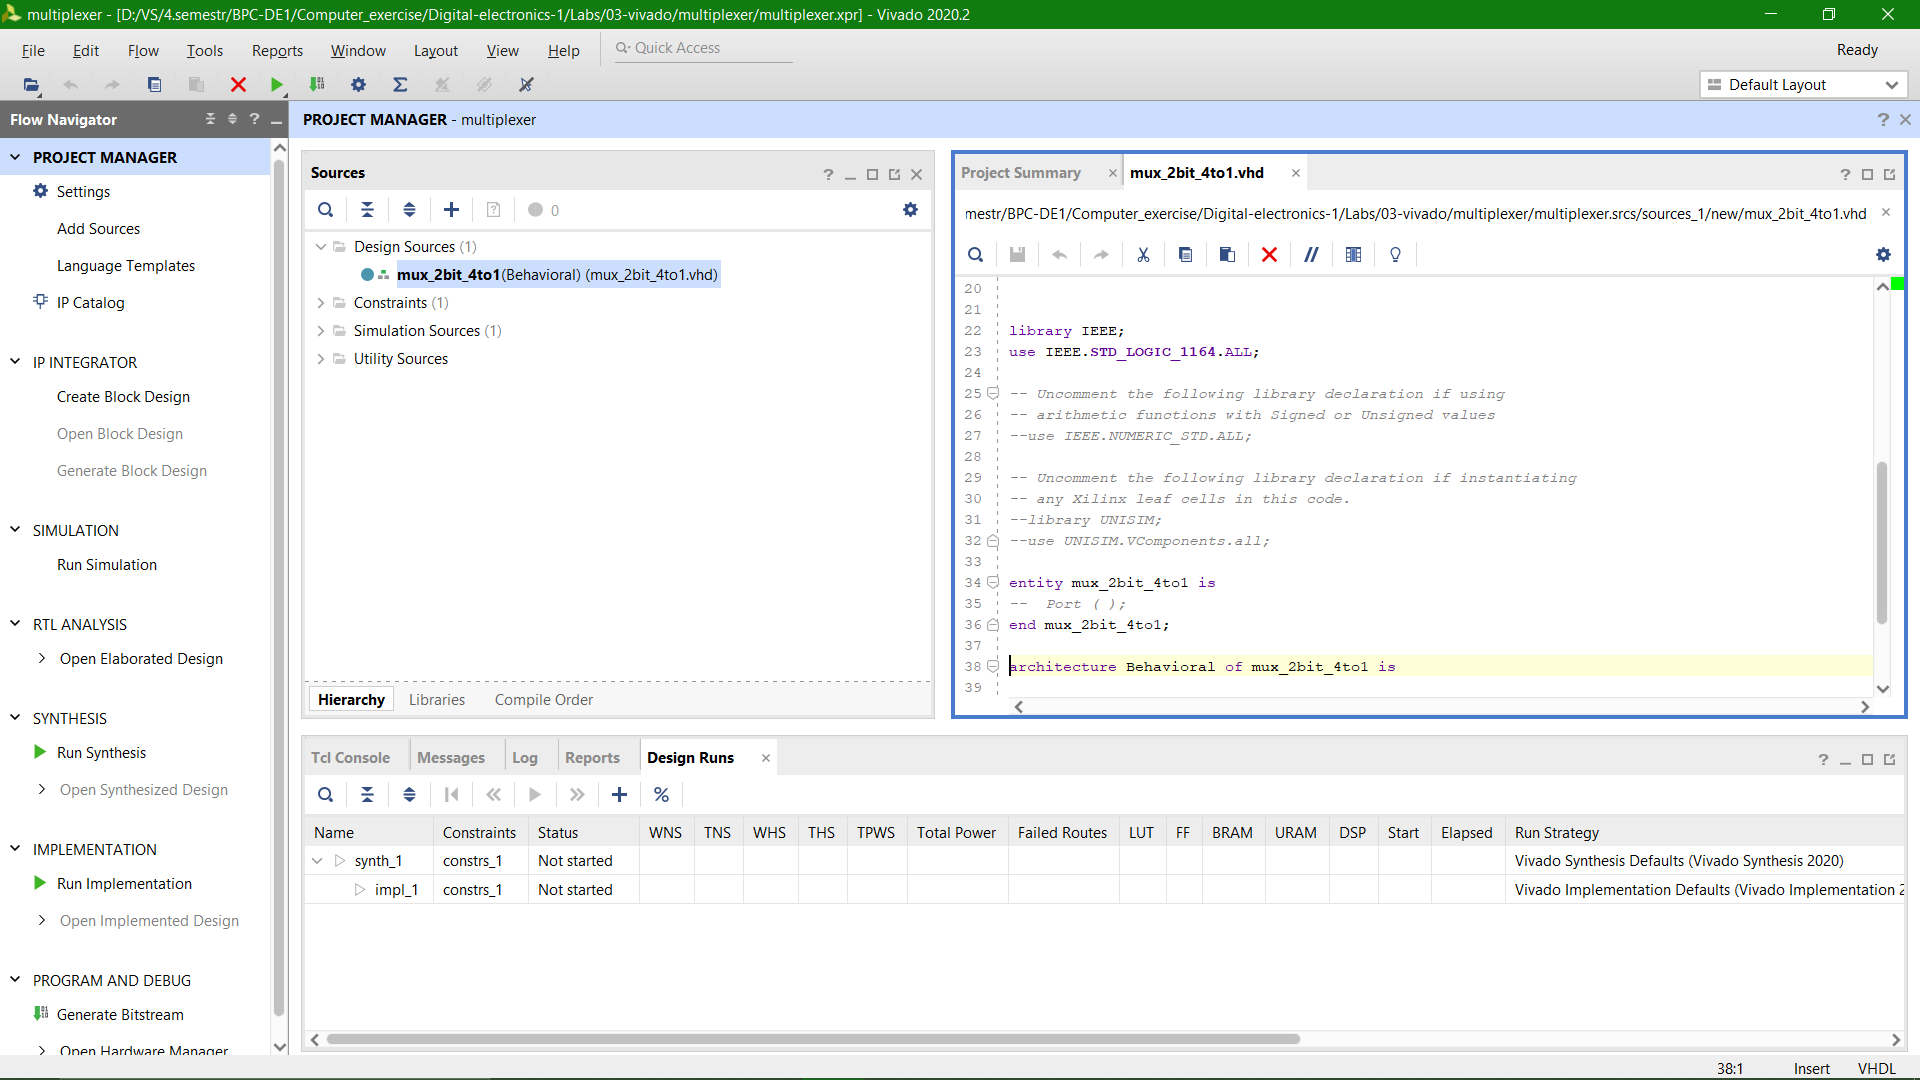 multiplexer - [D:/VS/4.semestr/BPC-DE1/Computer_exercise/Digital-electronics-1/Labs/03-vivado/multiplexer/multiplexer.xpr] - Vivado 2020.2
File Edit Flow Tools Reports Window Layout View Help Quick Access Ready
Default Layout
Flow Navigator
PROJECT MANAGER - multiplexer
PROJECT MANAGER
Settings
Add Sources
Language Templates
IP Catalog
IP INTEGRATOR
Create Block Design
Open Block Design
Generate Block Design
SIMULATION
Run Simulation
RTL ANALYSIS
Open Elaborated Design
SYNTHESIS
Run Synthesis
Open Synthesized Design
IMPLEMENTATION
Run Implementation
Open Implemented Design
PROGRAM AND DEBUG
Generate Bitstream
Open Hardware Manager
Sources
0
Design Sources (1)
mux_2bit_4to1(Behavioral) (mux_2bit_4to1.vhd)
Constraints (1)
Simulation Sources (1)
Utility Sources
Hierarchy Libraries Compile Order
Project Summary mux_2bit_4to1.vhd
mestr/BPC-DE1/Computer_exercise/Digital-electronics-1/Labs/03-vivado/multiplexer/multiplexer.srcs/sources_1/new/mux_2bit_4to1.vhd
20
21
22 library IEEE;
23 use IEEE.STD_LOGIC_1164.ALL;
24
25 -- Uncomment the following library declaration if using
26 -- arithmetic functions with Signed or Unsigned values
27 --use IEEE.NUMERIC_STD.ALL;
28
29 -- Uncomment the following library declaration if instantiating
30 -- any Xilinx leaf cells in this code.
31 --library UNISIM;
32 --use UNISIM.VComponents.all;
33
34 entity mux_2bit_4to1 is
35 --  Port ( );
36 end mux_2bit_4to1;
37
38 architecture Behavioral of mux_2bit_4to1 is
39
Tcl Console Messages Log Reports Design Runs
Name Constraints Status WNS TNS WHS THS TPWS Total Power Failed Routes LUT FF BRAM URAM DSP Start Elapsed Run Strategy
synth_1 constrs_1 Not started Vivado Synthesis Defaults (Vivado Synthesis 2020)
impl_1 constrs_1 Not started Vivado Implementation Defaults (Vivado Implementation 2
38:1 Insert VHDL